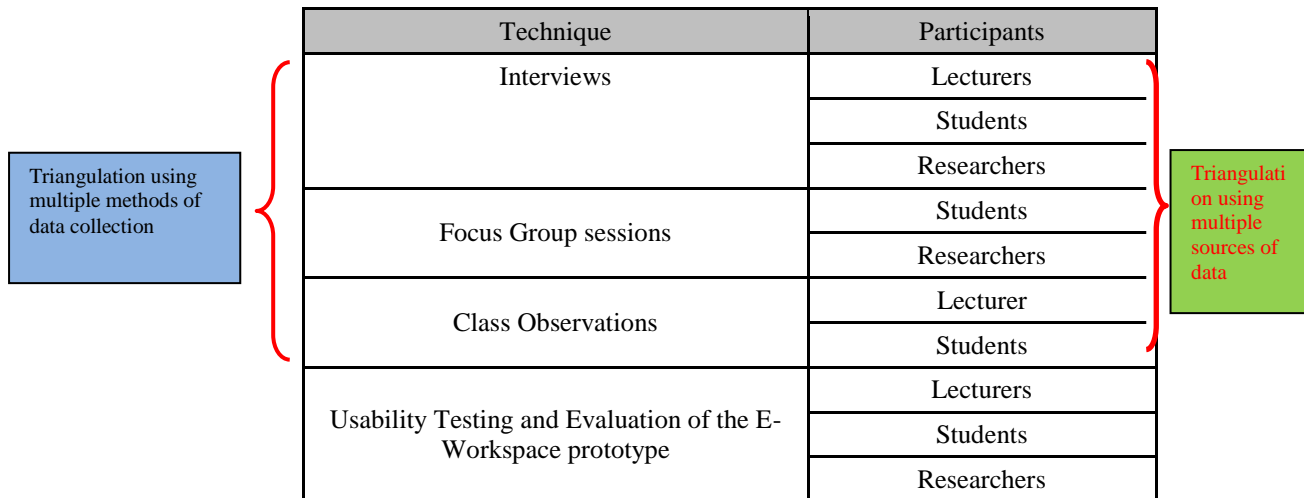 Technique
Participants
Interviews
Lecturers
Students
Researchers
Focus Group sessions
Students
Researchers
Class Observations
Lecturer
Students
Usability Testing and Evaluation of the E-
Workspace prototype
Lecturers
Students
Researchers
Triangulation using
multiple methods of
data collection
Triangulati
on using
multiple
sources of
data